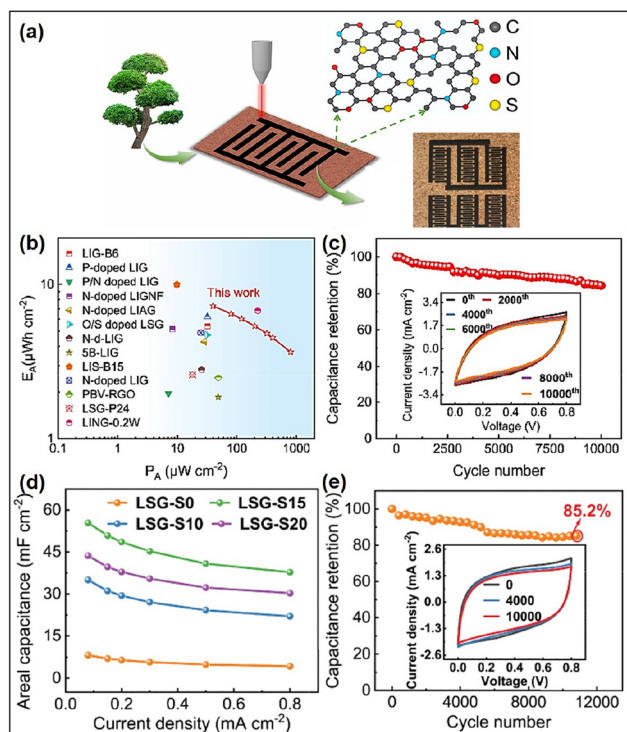 (a)
C
N
O
S
(b)
LIG-B6
P-doped LIG
P/N doped LIG
N-doped LIGNF
N-doped LIAG
O/S doped LSG
N-d-LIG
5B-LIG
LIS-B15
N-doped LIG
PBV-RGO
LSG-P24
LING-0.2W
This work
10
1
E_A(μWh cm⁻²)
0.1 1 10 100 1000
P_A (μW cm⁻²)
(c)
Capacitance retention (%)
100
80
60
40
20
0
0 2500 5000 7500 10000
Cycle number
0th 2000th
4000th
6000th
8000th
10000th
Current density (mA cm⁻²)
3.4
1.7
0.0
-1.7
-3.4
0.0 0.2 0.4 0.6 0.8
Voltage (V)
(d)
LSG-S0 LSG-S15
LSG-S10 LSG-S20
Areal capacitance (mF cm⁻²)
75
60
45
30
15
0
0.0 0.2 0.4 0.6 0.8
Current density (mA cm⁻²)
(e)
Capacitance retention (%)
100
80
60
40
20
0
85.2%
0 4000 8000 12000
Cycle number
0
4000
10000
Current density (mA cm⁻²)
2.6
1.3
0.0
-1.3
-2.6
0.0 0.2 0.4 0.6 0.8
Voltage (V)